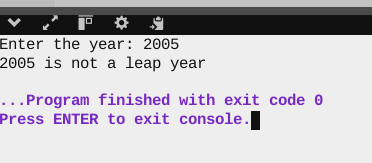 Enter the year: 2005
2005 is not a leap year
...Program finished with exit code 0
Press ENTER to exit console.